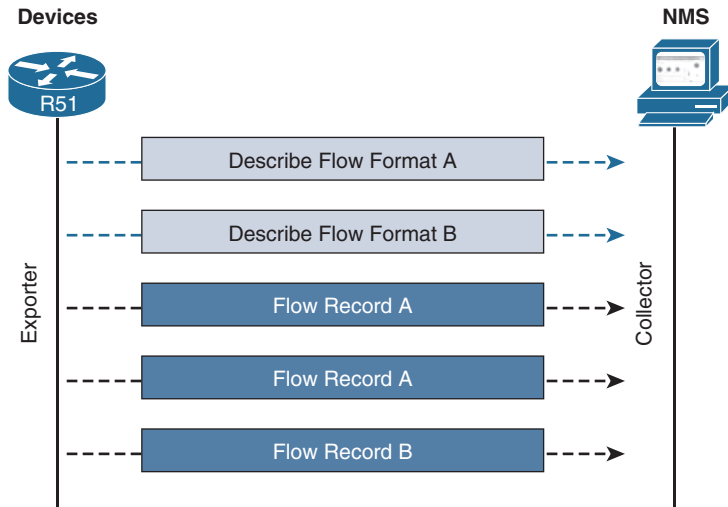 Devices
NMS
R51
Describe Flow Format A
Describe Flow Format B
Exporter
Collector
Flow Record A
Flow Record A
Flow Record B